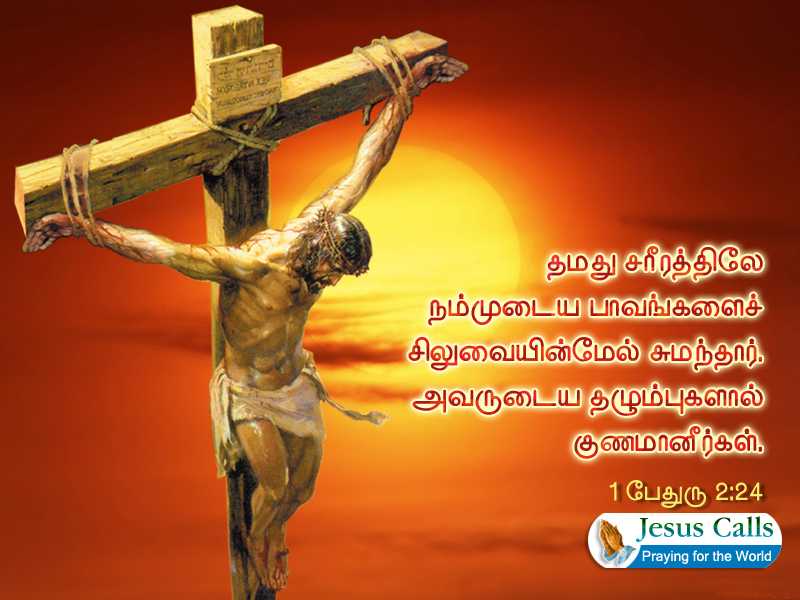 தமது சரீரத்திலே
நம்முடைய பாவங்களைச்
சிலுவையின்மேல் சுமந்தார்.
அவருடைய தழும்புகளால்
குணமானீர்கள்.
1 பேதுரு 2:24
Jesus Calls
Praying for the World